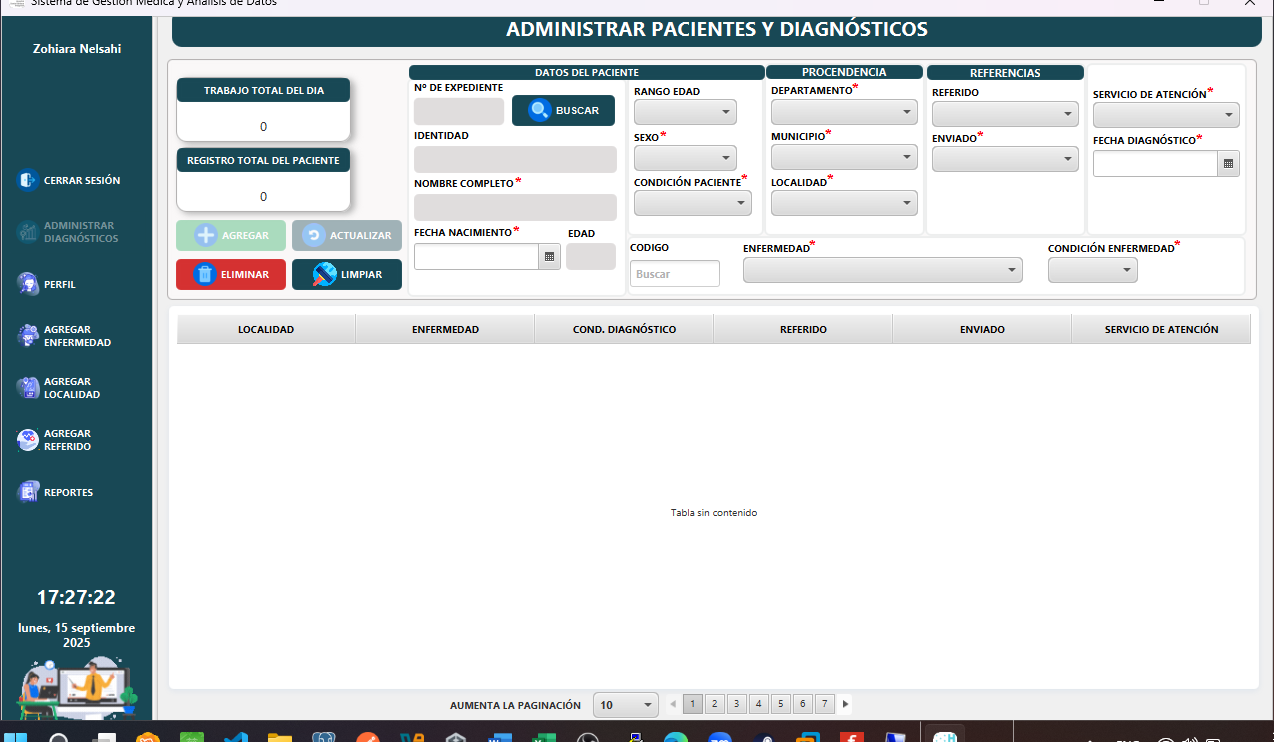 Sistema de Gestión Médica y Análisis de Datos
Zohiara Nelsahi
CERRAR SESIÓN
ADMINISTRAR
DIAGNÓSTICOS
PERFIL
AGREGAR
ENFERMEDAD
AGREGAR
LOCALIDAD
AGREGAR
REFERIDO
REPORTES
17:27:22
lunes, 15 septiembre
2025
ADMINISTRAR PACIENTES Y DIAGNÓSTICOS
TRABAJO TOTAL DEL DIA
0
REGISTRO TOTAL DEL PACIENTE
0
AGREGAR
ACTUALIZAR
ELIMINAR
LIMPIAR
DATOS DEL PACIENTE
Nº DE EXPEDIENTE
BUSCAR
IDENTIDAD
NOMBRE COMPLETO*
FECHA NACIMIENTO*
EDAD
RANGO EDAD
SEXO*
CONDICIÓN PACIENTE*
PROCENDENCIA
DEPARTAMENTO*
MUNICIPIO*
LOCALIDAD*
REFERENCIAS
REFERIDO
ENVIADO*
SERVICIO DE ATENCIÓN*
FECHA DIAGNÓSTICO*
CODIGO
Buscar
ENFERMEDAD*
CONDICIÓN ENFERMEDAD*
LOCALIDAD
ENFERMEDAD
COND. DIAGNÓSTICO
REFERIDO
ENVIADO
SERVICIO DE ATENCIÓN
Tabla sin contenido
AUMENTA LA PAGINACIÓN
10
1 2 3 4 5 6 7